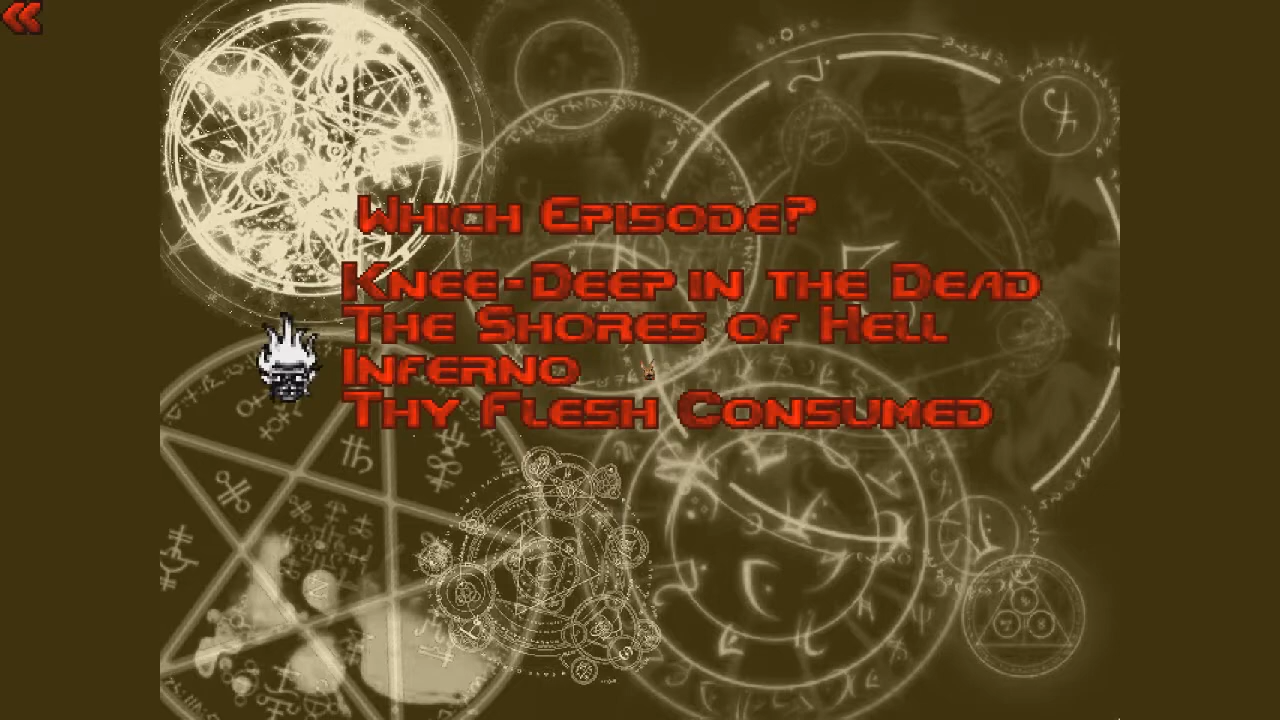 Which Episode?
Knee-Deep in the Dead
The Shores of Hell
Inferno
Thy Flesh Consumed